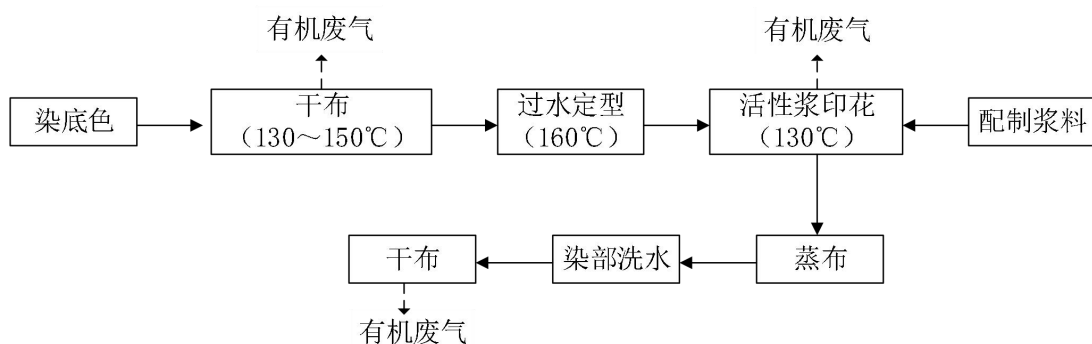 有机废气
有机废气
染底色
干布
（130～150℃）
过水定型
（160℃）
活性浆印花
（130℃）
配制浆料
干布
染部洗水
蒸布
有机废气